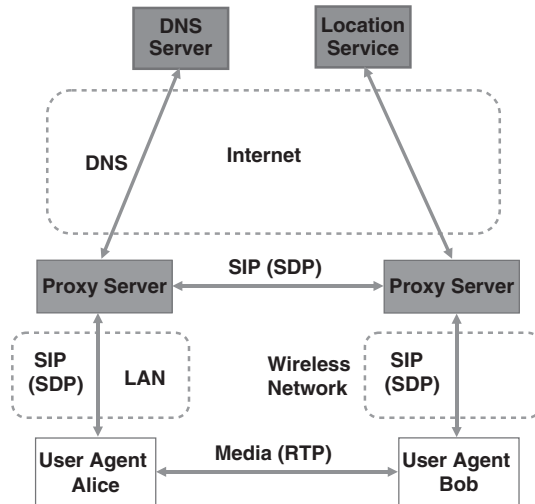 DNS
Server
Location
Service
DNS
Internet
Proxy Server
SIP (SDP)
Proxy Server
SIP
(SDP)
LAN
Wireless
Network
SIP
(SDP)
User Agent
Alice
Media (RTP)
User Agent
Bob